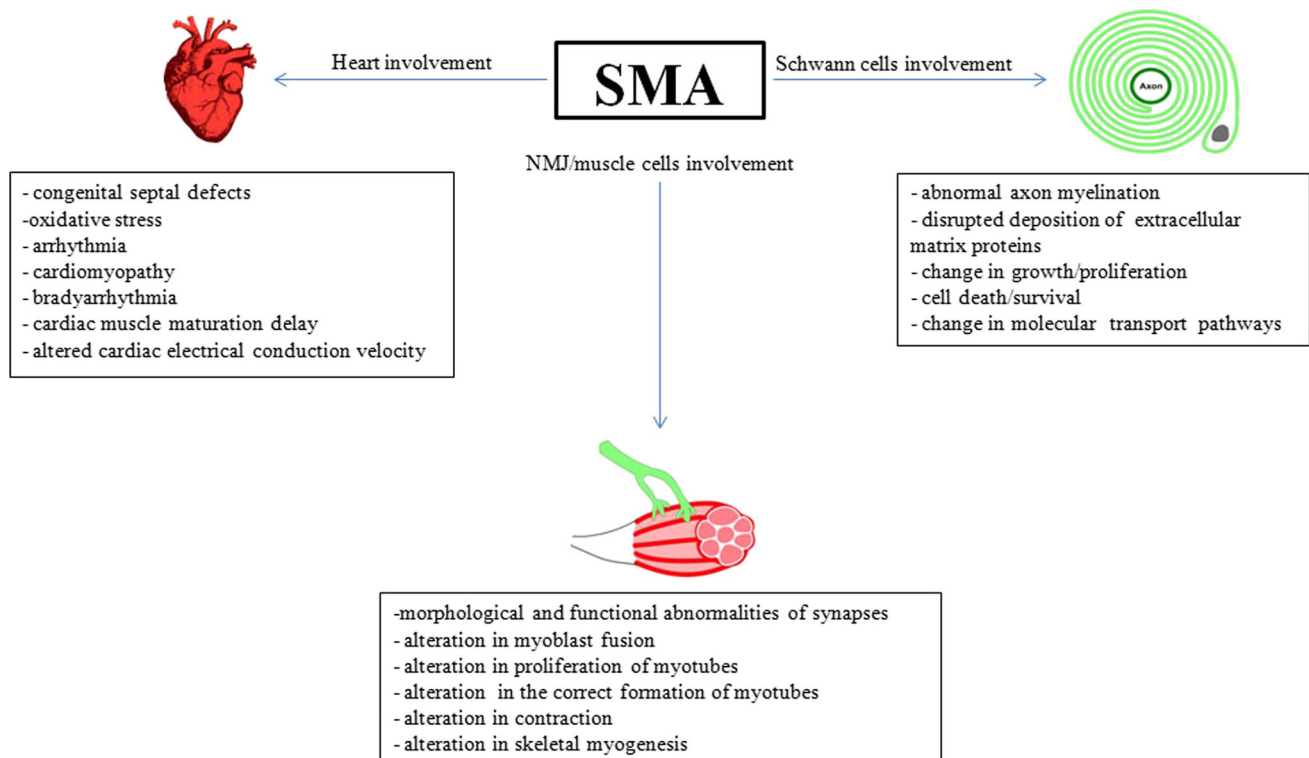 Heart involvement
SMA
Schwann cells involvement
Axon
NMJ/muscle cells involvement
- congenital septal defects
-oxidative stress
- arrhythmia
- cardiomyopathy
- bradyarrhythmia
- cardiac muscle maturation delay
- altered cardiac electrical conduction velocity
- abnormal axon myelination
- disrupted deposition of extracellular
matrix proteins
- change in growth/proliferation
- cell death/survival
- change in molecular transport pathways
-morphological and functional abnormalities of synapses
- alteration in myoblast fusion
- alteration in proliferation of myotubes
- alteration in the correct formation of myotubes
- alteration in contraction
- alteration in skeletal myogenesis